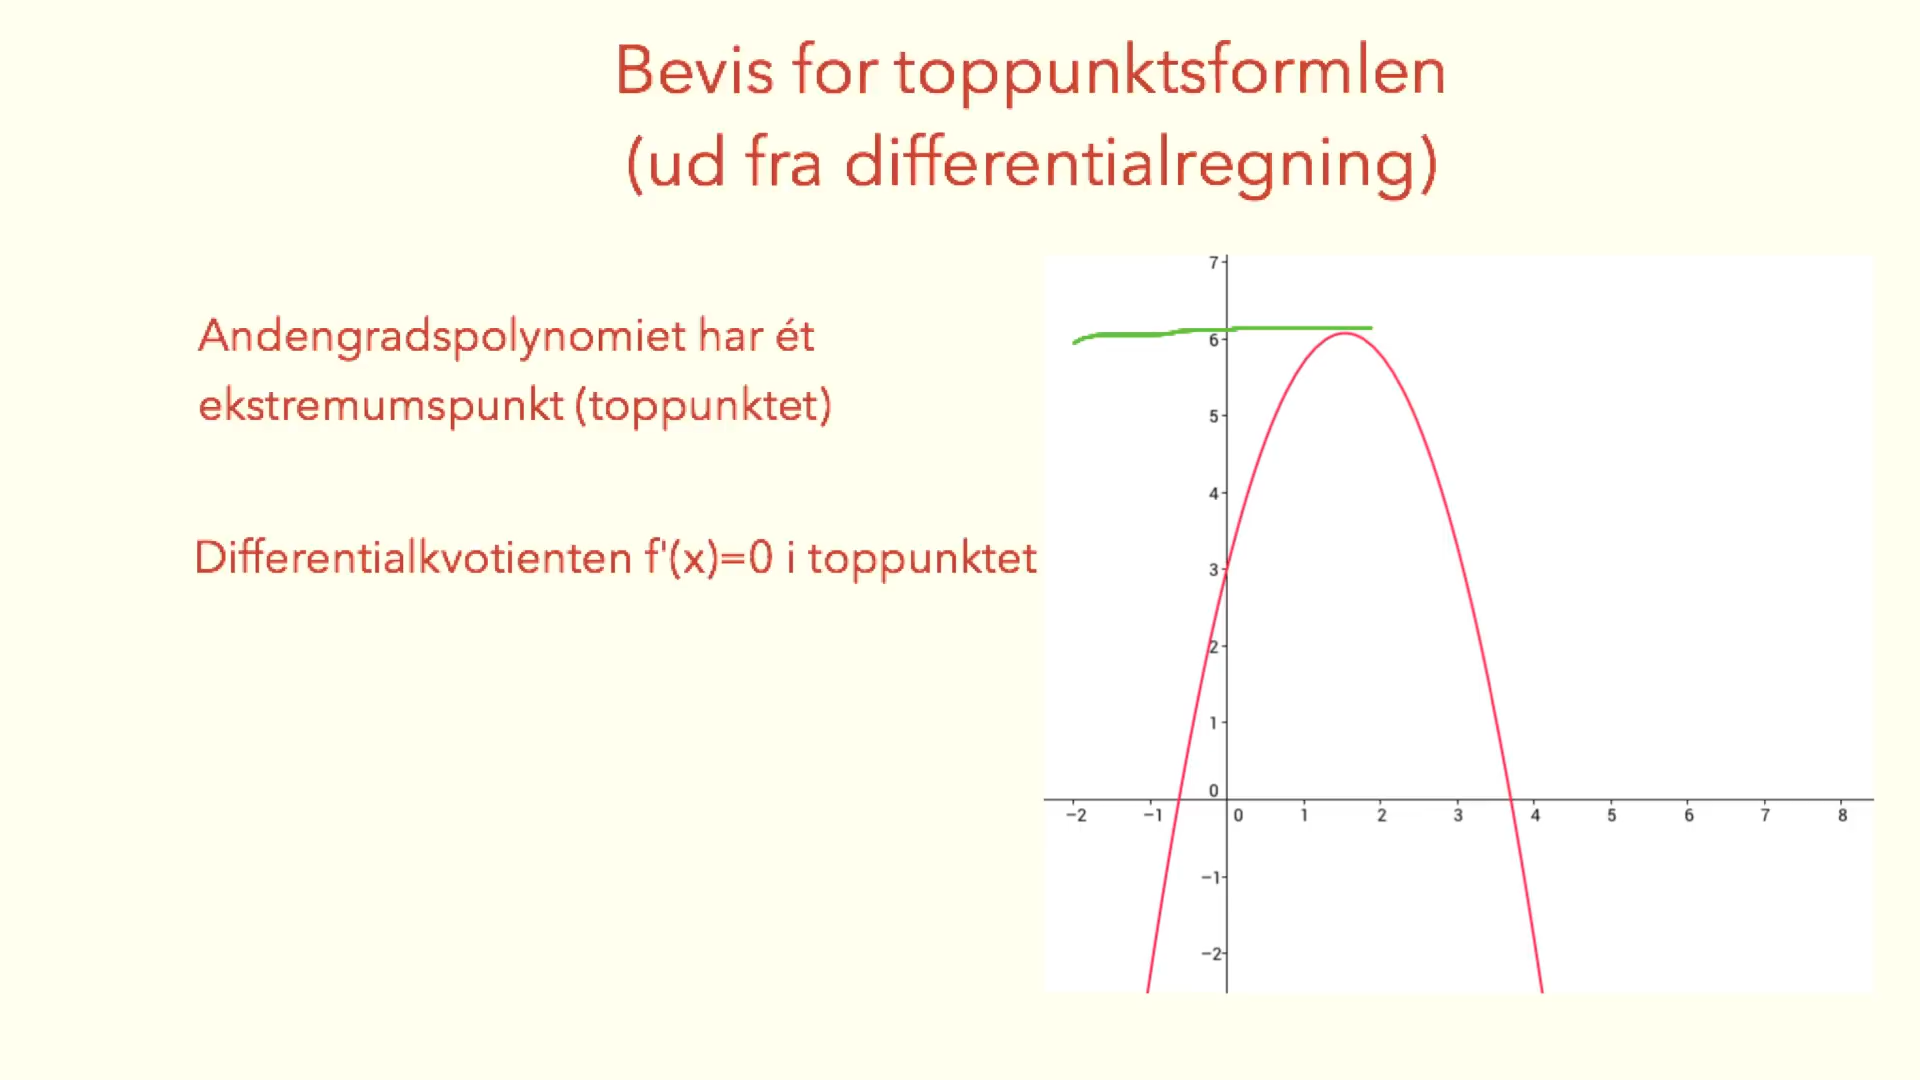 Bevis for toppunktsformlen
(ud fra differentialregning)
Andengradspolynomiet har ét
ekstremumspunkt (toppunktet)
Differentialkvotienten f'(x)=0 i toppunktet
7
6
5
4
3
2
1
0
−2 −1 0 1 2 3 4 5 6 7 8
−1
−2